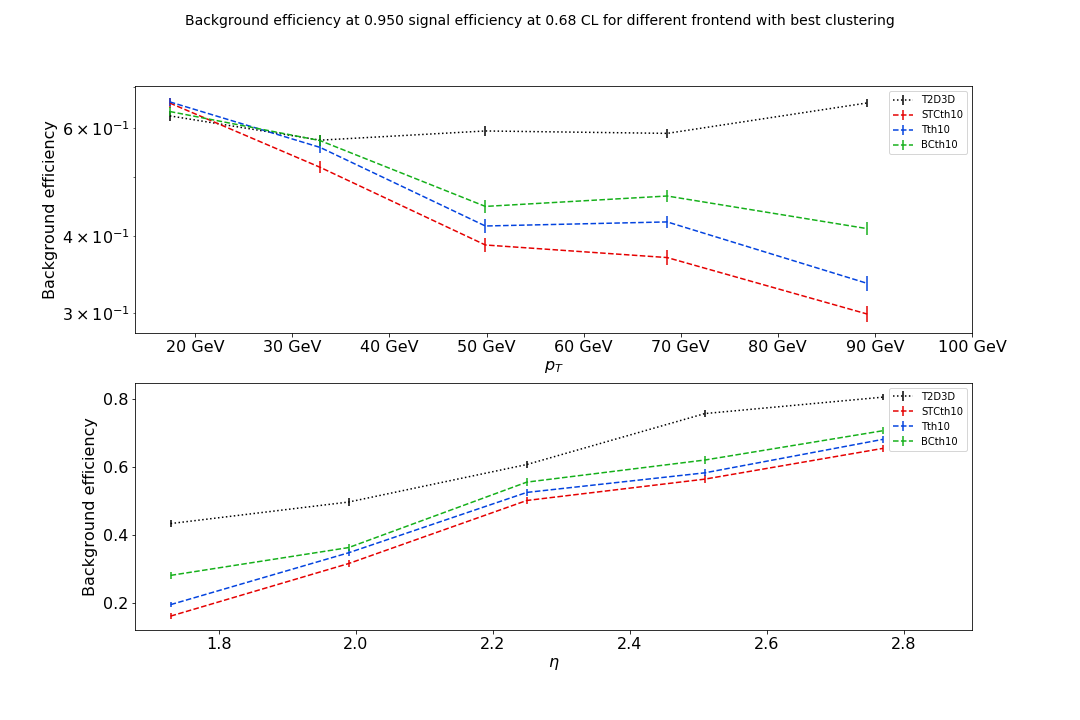 Background efficiency at 0.950 signal efficiency at 0.68 CL for different frontend with best clustering
Background efficiency
6 × 10⁻¹
4 × 10⁻¹
3 × 10⁻¹
T2D3D
STCth10
Tth10
BCth10
20 GeV 30 GeV 40 GeV 50 GeV 60 GeV 70 GeV 80 GeV 90 GeV 100 GeV
p_T
Background efficiency
0.8
0.6
0.4
0.2
T2D3D
STCth10
Tth10
BCth10
1.8 2.0 2.2 2.4 2.6 2.8
η